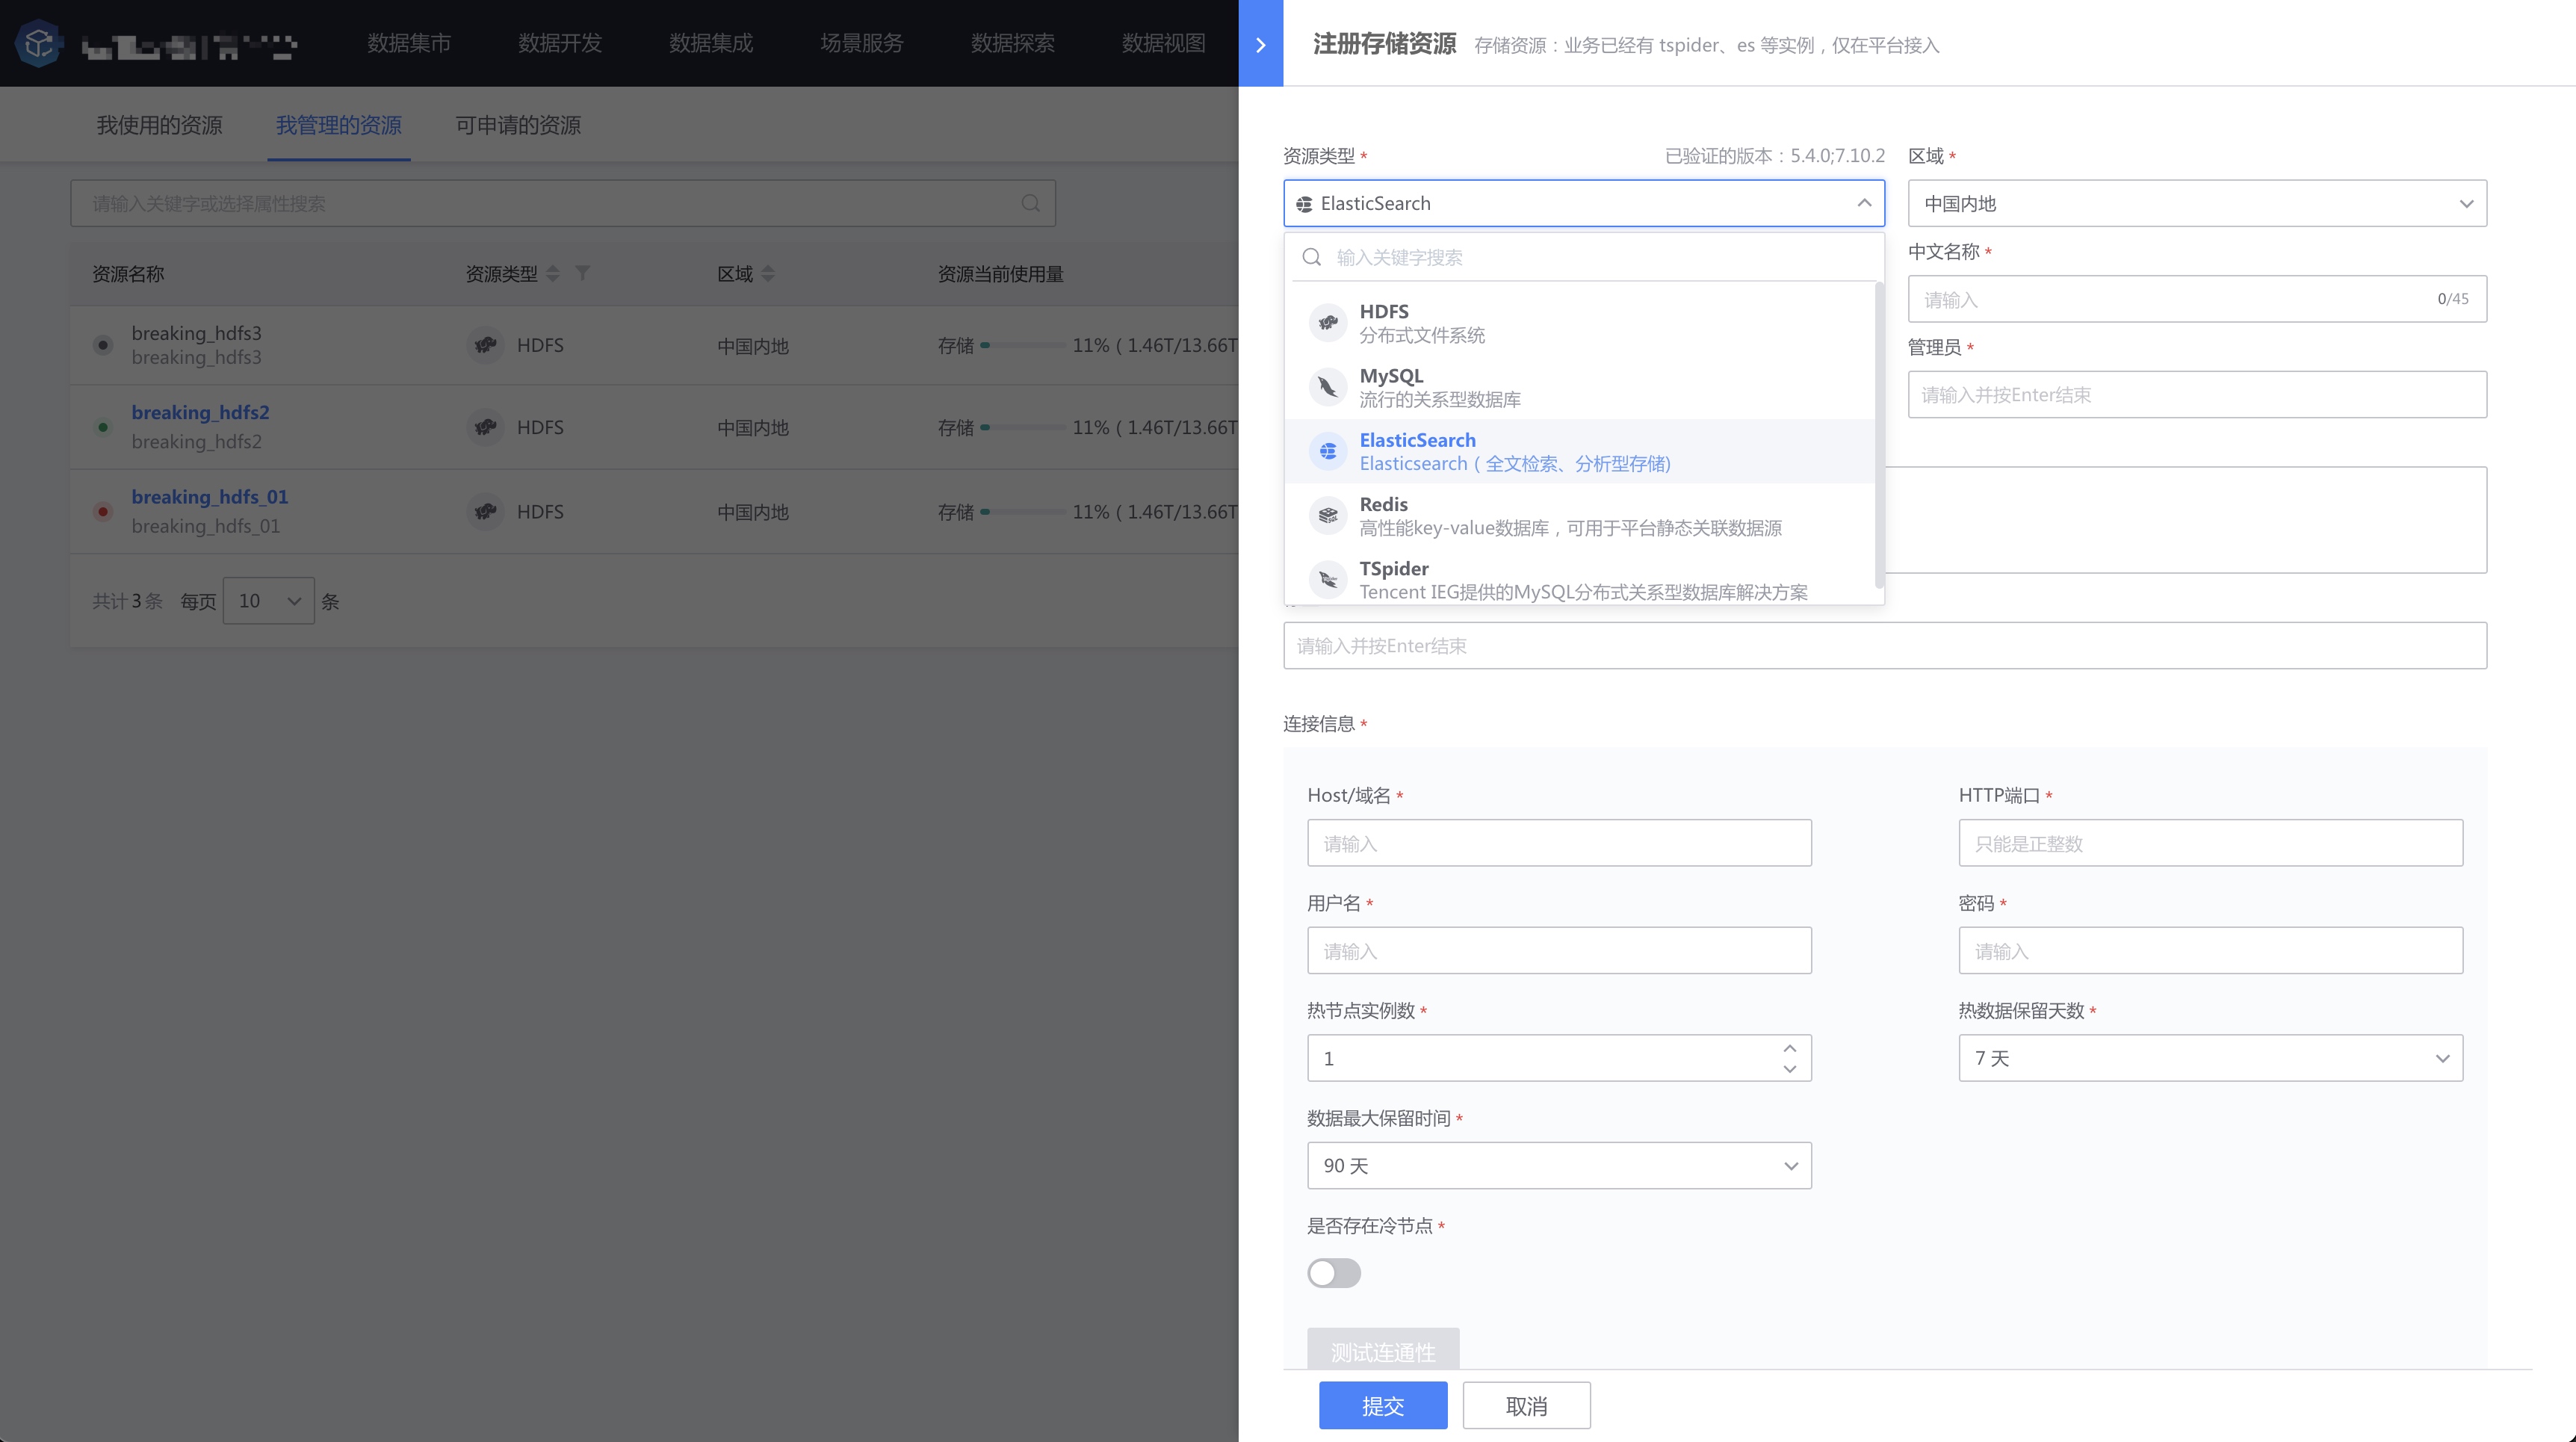 数据集市
数据开发
数据集成
场景服务
数据探索
数据视图
我使用的资源
我管理的资源
可申请的资源
请输入关键字或选择属性搜索
资源名称
资源类型
区域
资源当前使用量
breaking_hdfs3
breaking_hdfs3
HDFS
中国内地
存储
11% ( 1.46T/13.66T
breaking_hdfs2
breaking_hdfs2
HDFS
中国内地
存储
11% ( 1.46T/13.66T
breaking_hdfs_01
breaking_hdfs_01
HDFS
中国内地
存储
11% ( 1.46T/13.66T
共计3条 每页 10 条
注册存储资源
存储资源：业务已经有 tspider、es 等实例，仅在平台接入
资源类型 *
已验证的版本：5.4.0;7.10.2
ElasticSearch
输入关键字搜索
HDFS
分布式文件系统
MySQL
流行的关系型数据库
ElasticSearch
Elasticsearch（全文检索、分析型存储)
Redis
高性能key-value数据库，可用于平台静态关联数据源
TSpider
Tencent IEG提供的MySQL分布式关系型数据库解决方案
区域 *
中国内地
中文名称 *
请输入
0/45
管理员 *
请输入并按Enter结束
请输入并按Enter结束
连接信息 *
Host/域名 *
请输入
HTTP端口 *
只能是正整数
用户名 *
请输入
密码 *
请输入
热节点实例数 *
1
热数据保留天数 *
7 天
数据最大保留时间 *
90 天
是否存在冷节点 *
测试连通性
提交
取消